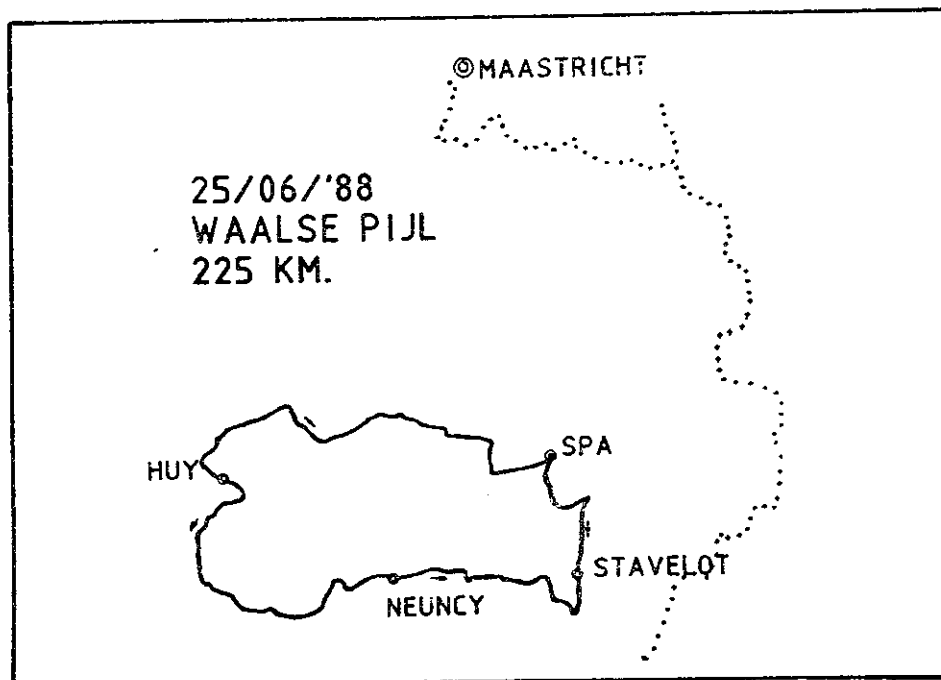 MAASTRICHT
25/06/'88
WAALSE PIJL
225 KM.
SPA
HUY
STAVELOT
NEUNCY